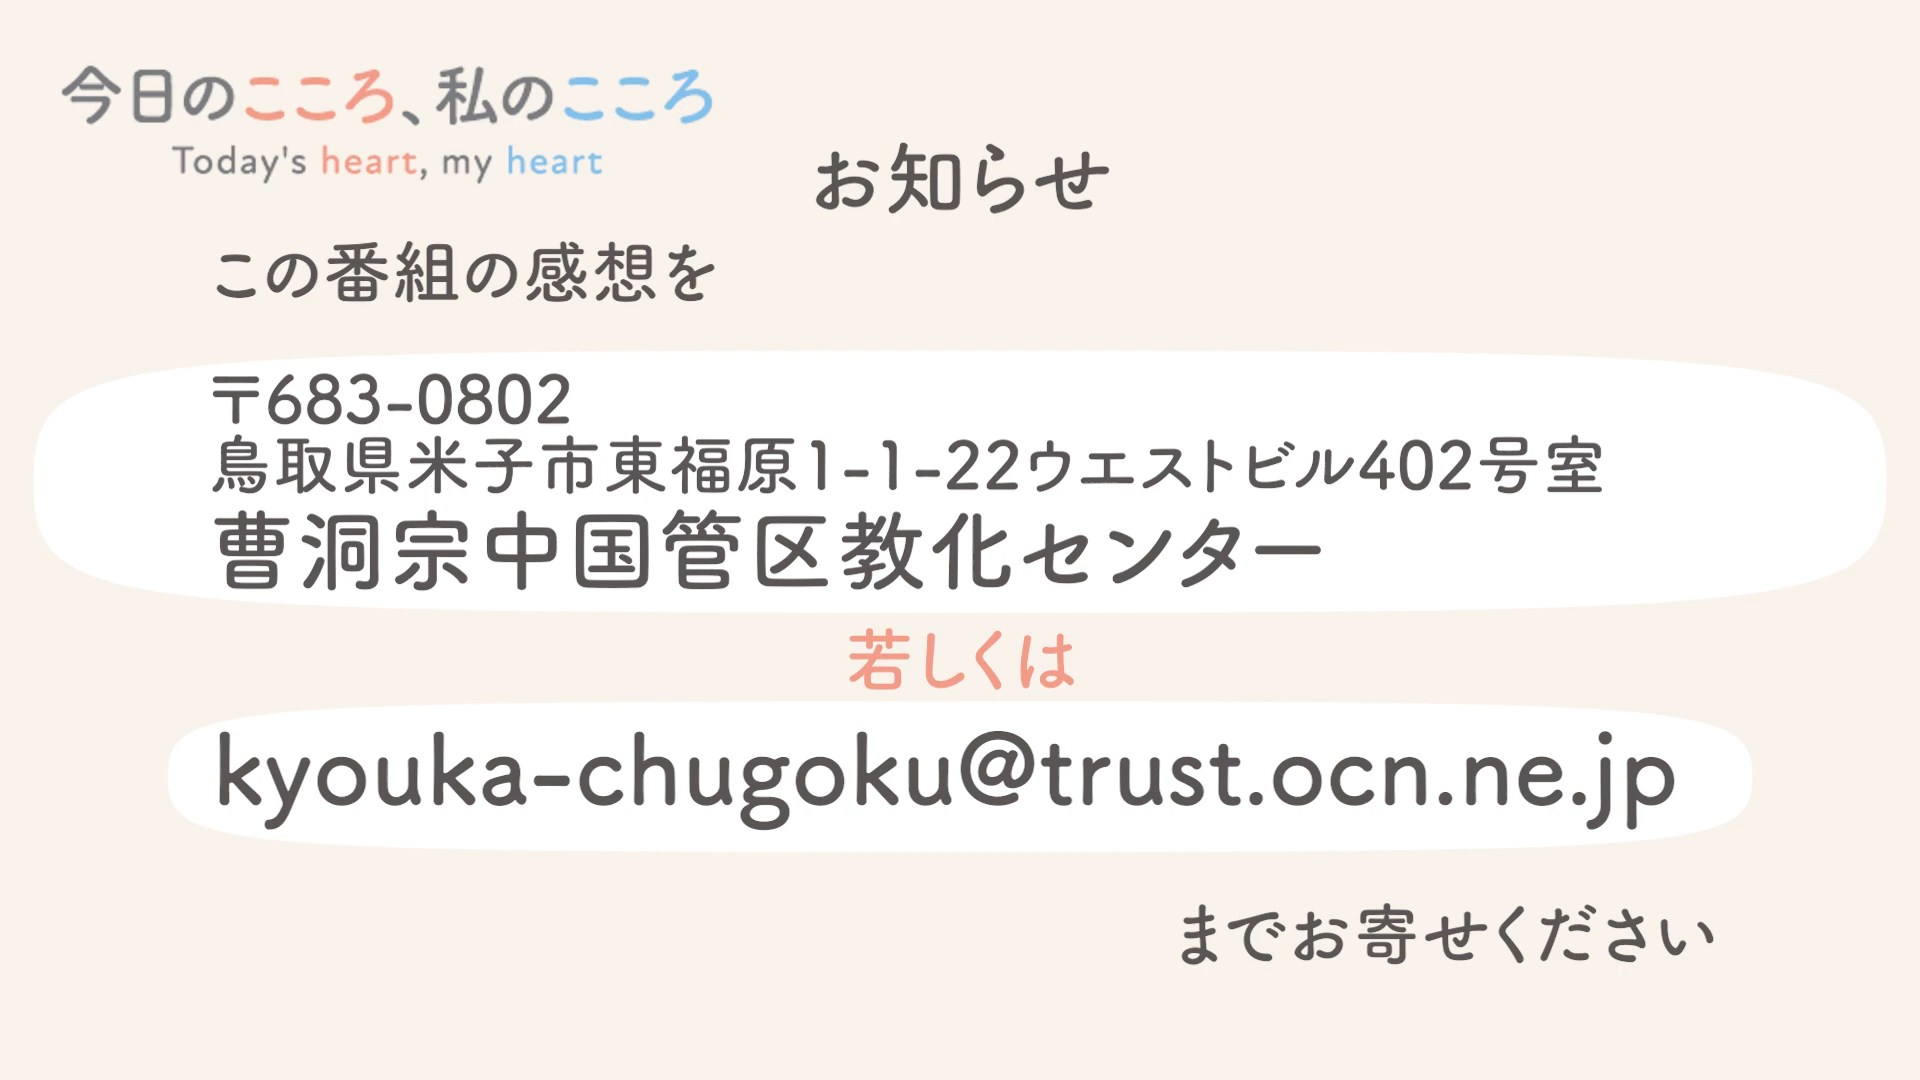 今日のこころ、私のこころ
Today's heart, my heart
お知らせ
この番組の感想を
〒683-0802
鳥取県米子市東福原1-1-22ウエストビル402号室
曹洞宗中国管区教化センター
若しくは
kyouka-chugoku@trust.ocn.ne.jp
までお寄せください